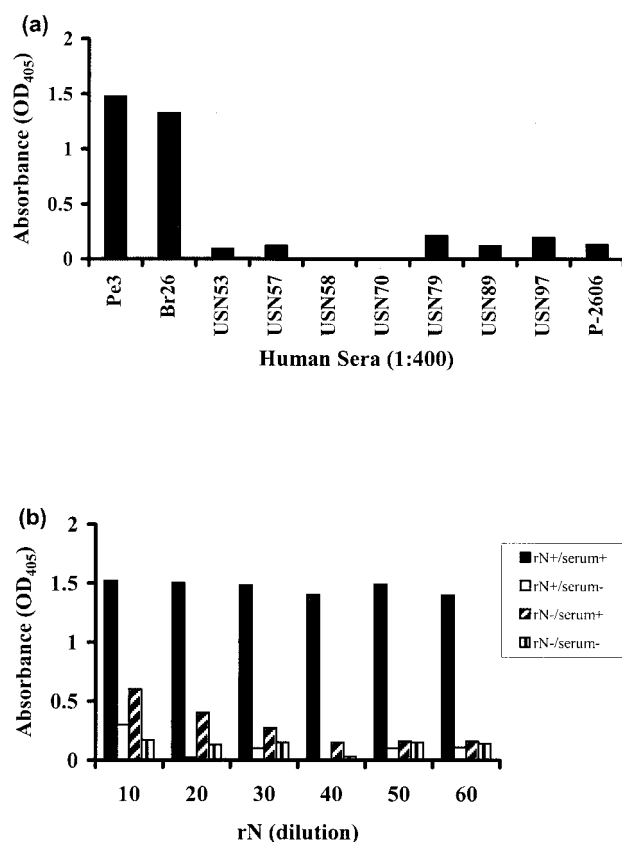 (a)
Absorbance (OD405)
2
1.5
1
0.5
0
Pe3
Br26
USN53
USN57
USN58
USN70
USN79
USN89
USN97
P-2606
Human Sera (1:400)
(b)
Absorbance (OD405)
2
1.5
1
0.5
0
10 20 30 40 50 60
rN (dilution)
rN+/serum+
rN+/serum-
rN-/serum+
rN-/serum-